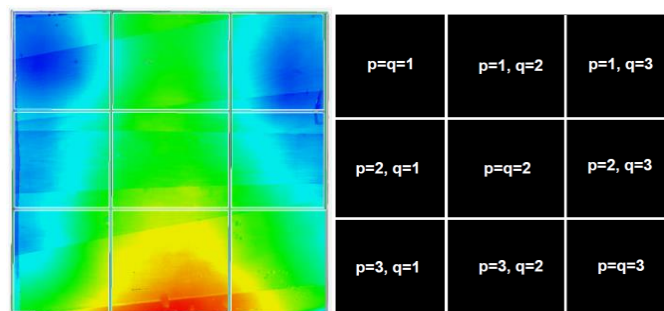 p=q=1
p=1, q=2
p=1, q=3
p=2, q=1
p=q=2
p=2, q=3
p=3, q=1
p=3, q=2
p=q=3